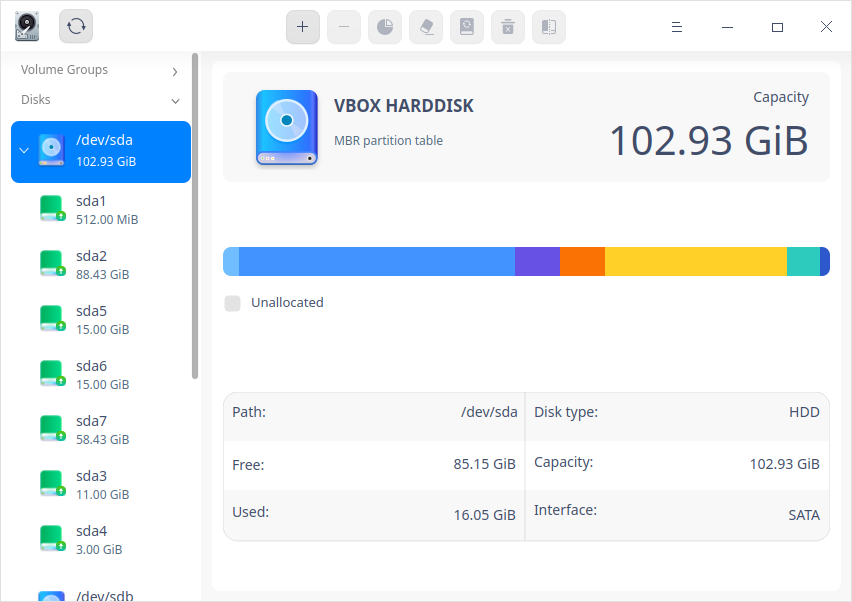 Volume Groups
Disks
/dev/sda
102.93 GiB
sda1
512.00 MiB
sda2
88.43 GiB
sda5
15.00 GiB
sda6
15.00 GiB
sda7
58.43 GiB
sda3
11.00 GiB
sda4
3.00 GiB
/dev/sdb
VBOX HARDDISK
MBR partition table
Capacity
102.93 GiB
Unallocated
Path: /dev/sda Disk type: HDD
Free: 85.15 GiB Capacity: 102.93 GiB
Used: 16.05 GiB Interface: SATA